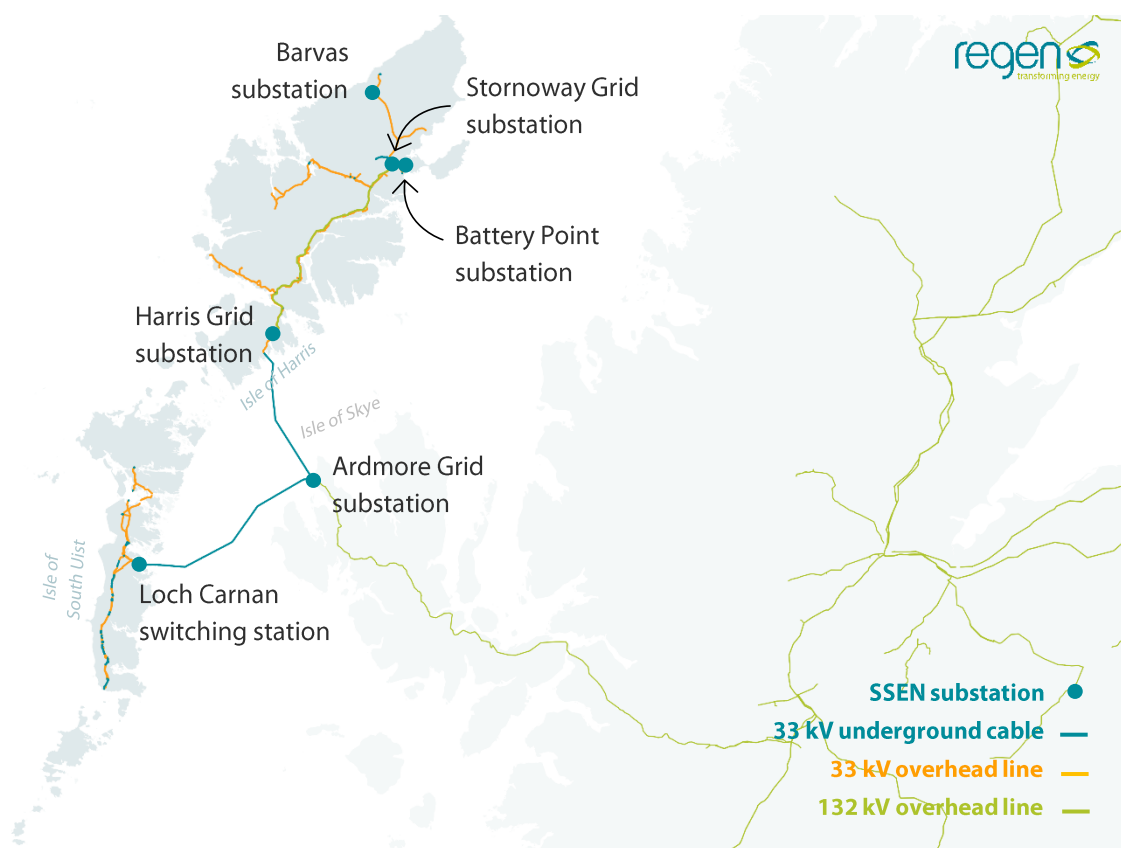 regen
transforming energy
Barvas
substation
Stornoway Grid
substation
Battery Point
substation
Harris Grid
substation
Isle of Harris
Isle of Skye
Ardmore Grid
substation
Isle of
South Uist
Loch Carnan
switching station
SSEN substation
33 kV underground cable
33 kV overhead line
132 kV overhead line